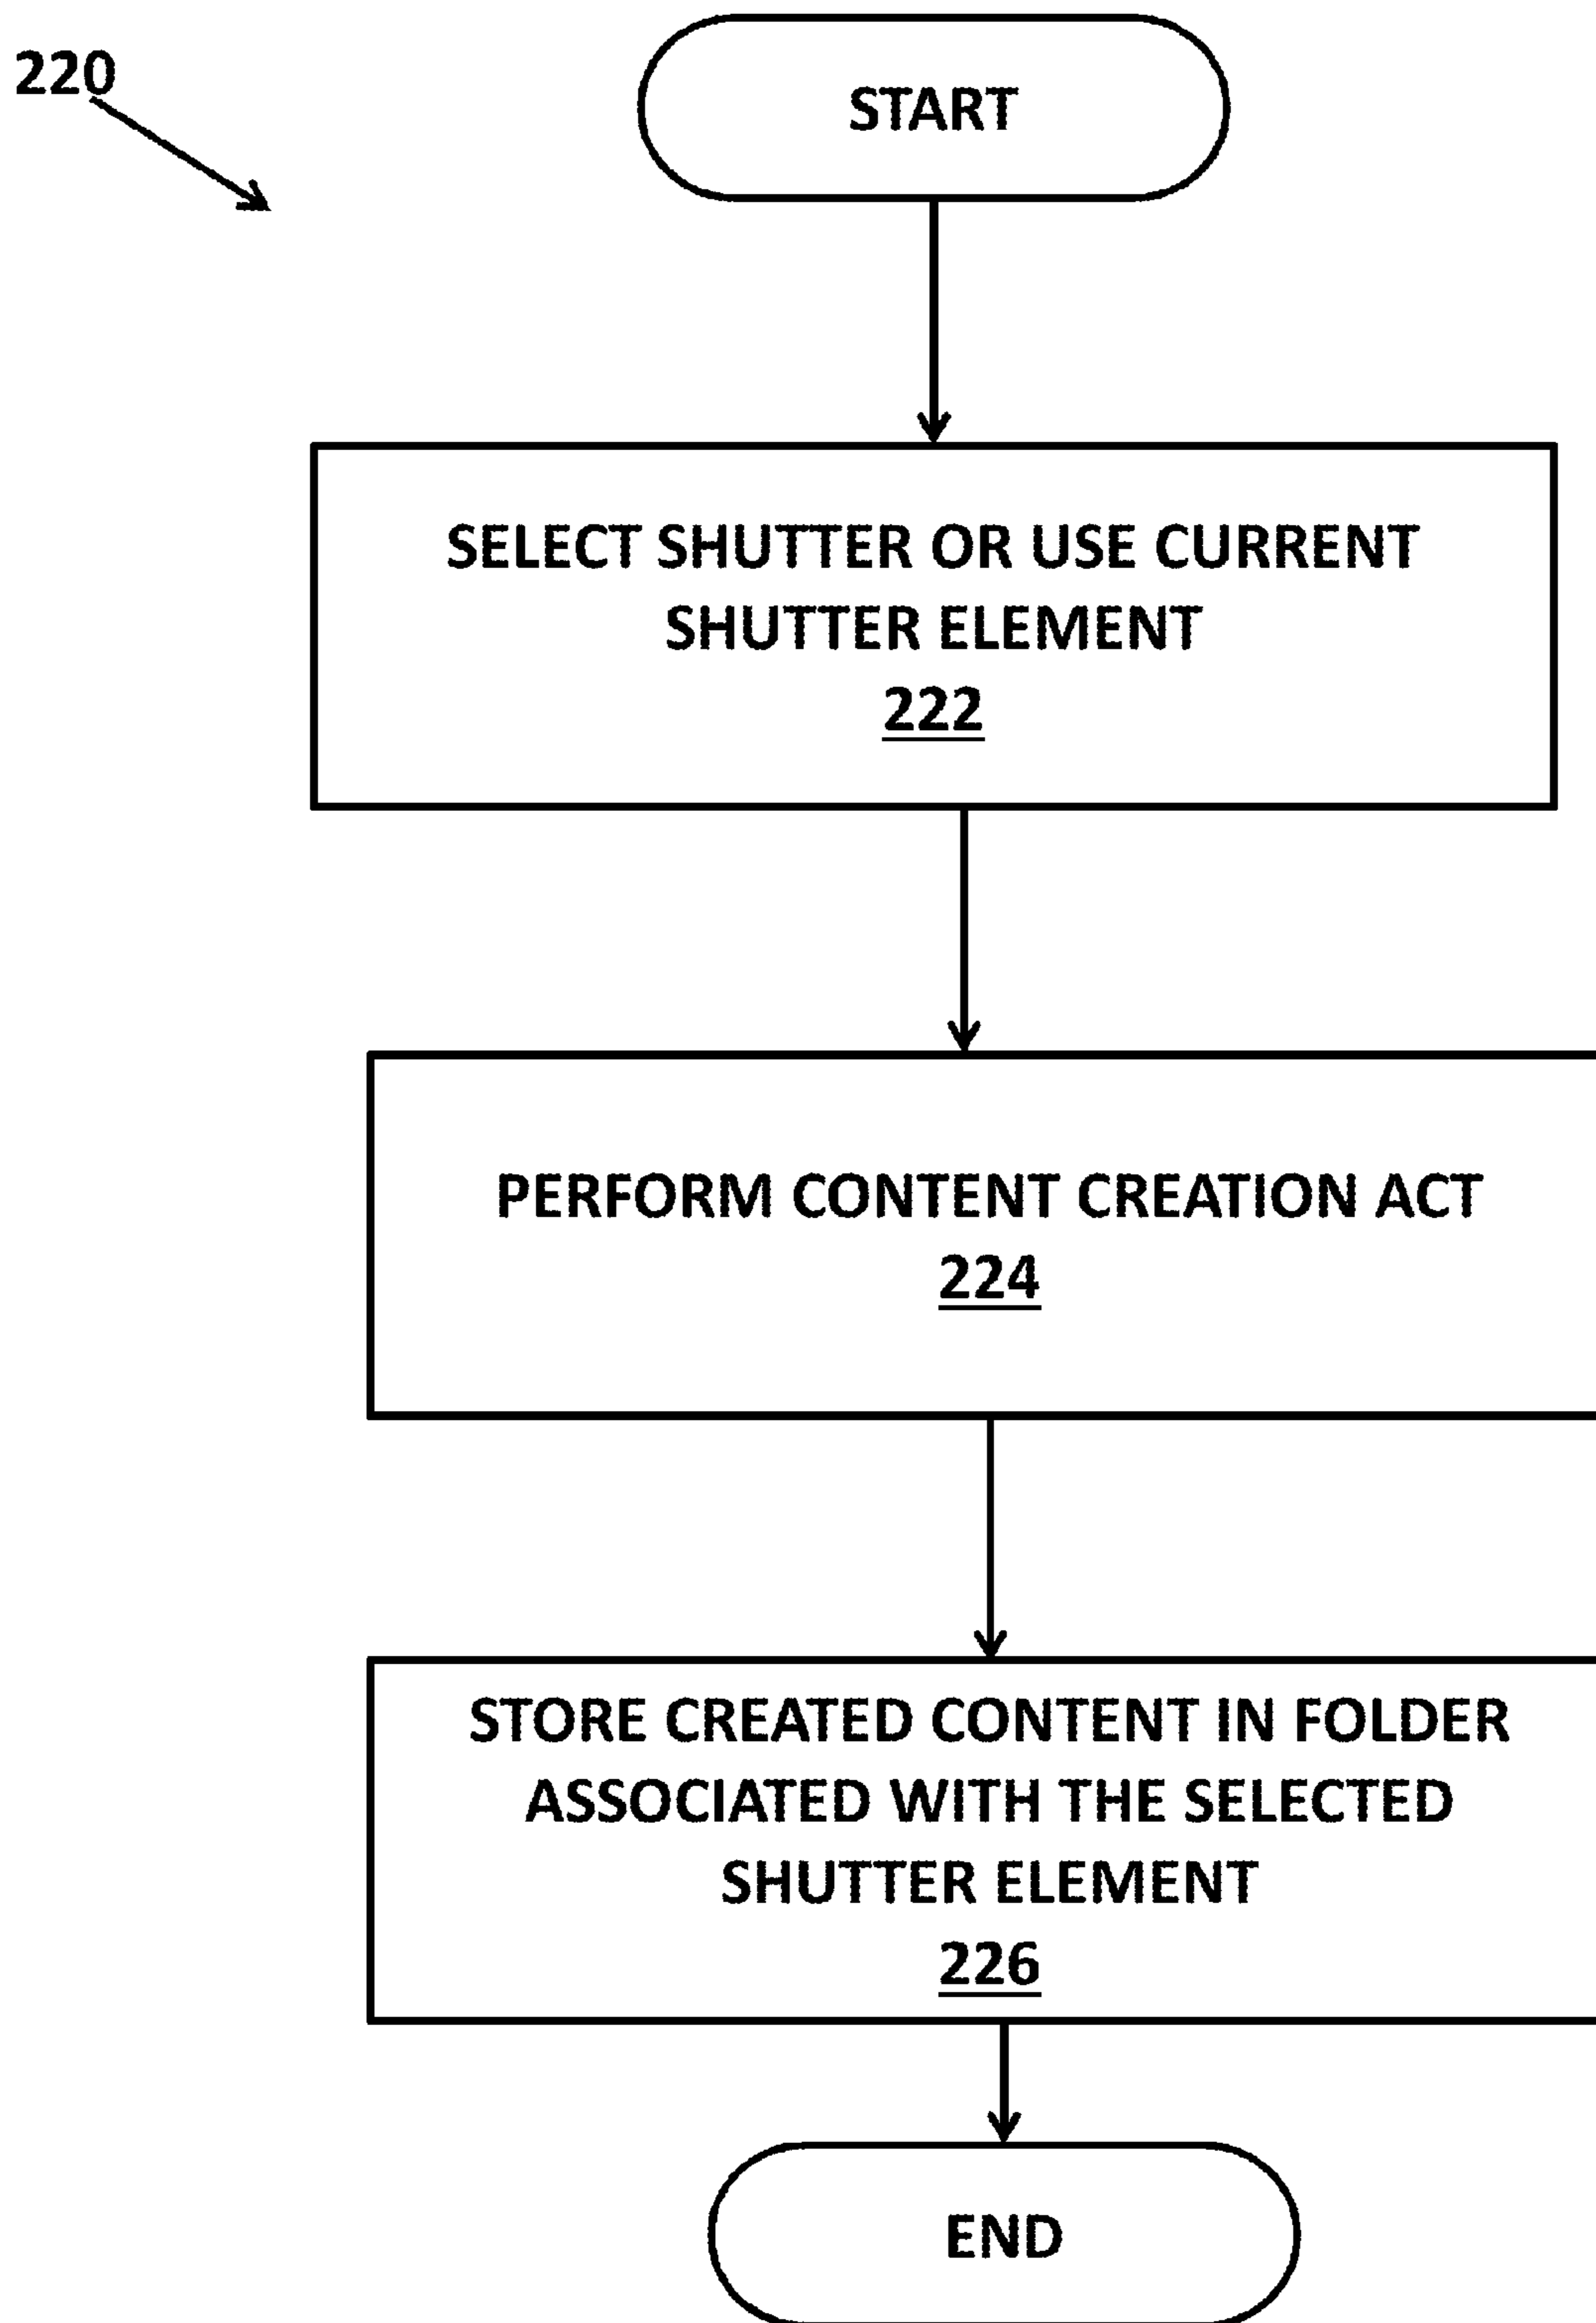 220
START
SELECT SHUTTER OR USE CURRENT
SHUTTER ELEMENT
222
PERFORM CONTENT CREATION ACT
224
STORE CREATED CONTENT IN FOLDER
ASSOCIATED WITH THE SELECTED
SHUTTER ELEMENT
226
END